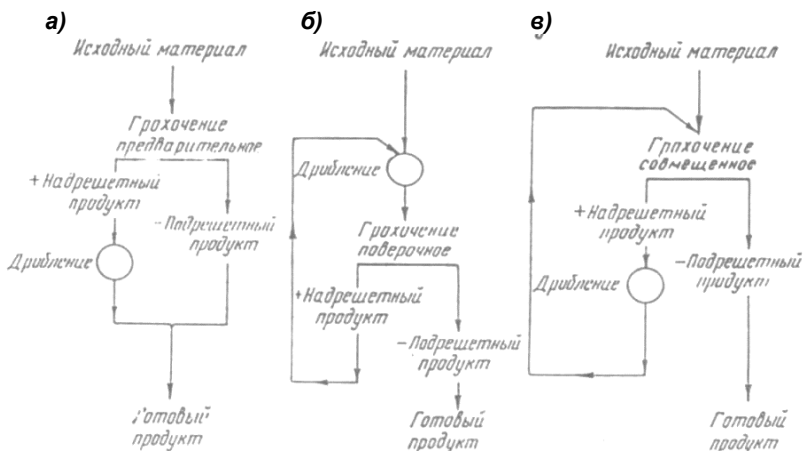 а)
Исходный материал
Грохочение
предварительное
+Надрешетный
продукт
-Подрешетный
продукт
Дробление
Готовый
продукт
б)
Исходный материал
Дробление
Грохочение
поверочное
+Надрешетный
продукт
-Подрешетный
продукт
Готовый
продукт
в)
Исходный материал
Грохочение
совмещенное
+Надрешетный
продукт
-Подрешетный
продукт
Дробление
Готовый
продукт